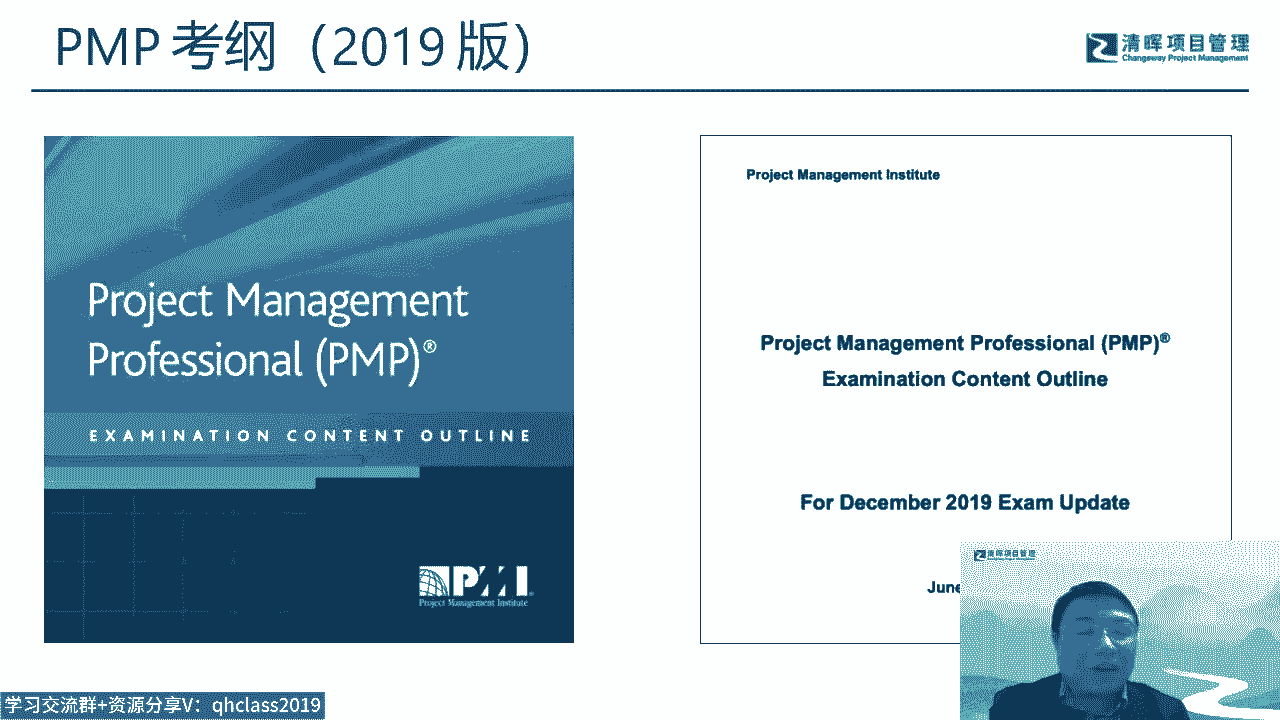 PMP 考纲（2019 版）
清晖项目管理
Changeway Project Management
Project Management
Professional (PMP)®
EXAMINATION CONTENT OUTLINE
PMI®
Project Management Institute
Project Management Institute
Project Management Professional (PMP)®
Examination Content Outline
For December 2019 Exam Update
June
清晖项目管理
学习交流群+资源分享V：qhclass2019